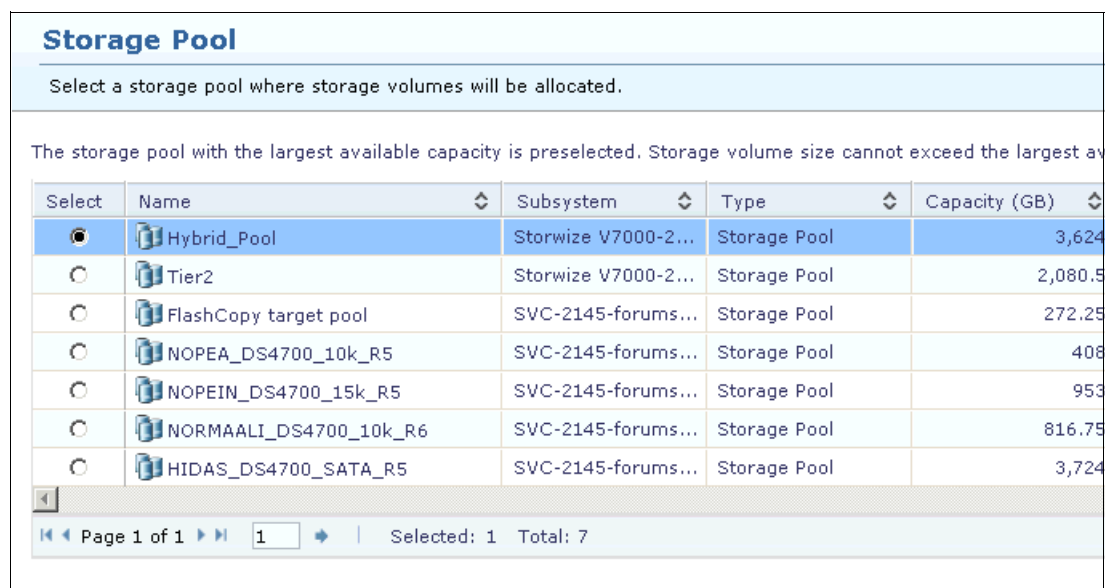 Storage Pool
Select a storage pool where storage volumes will be allocated.
The storage pool with the largest available capacity is preselected. Storage volume size cannot exceed the largest av
Select Name Subsystem Type Capacity (GB)
Hybrid_Pool Storwize V7000-2... Storage Pool 3,624
Tier2 Storwize V7000-2... Storage Pool 2,080.5
FlashCopy target pool SVC-2145-forums... Storage Pool 272.25
NOPEA_DS4700_10k_R5 SVC-2145-forums... Storage Pool 408
NOPEIN_DS4700_15k_R5 SVC-2145-forums... Storage Pool 953
NORMAALI_DS4700_10k_R6 SVC-2145-forums... Storage Pool 816.75
HIDAS_DS4700_SATA_R5 SVC-2145-forums... Storage Pool 3,724
Page 1 of 1 1 Selected: 1 Total: 7